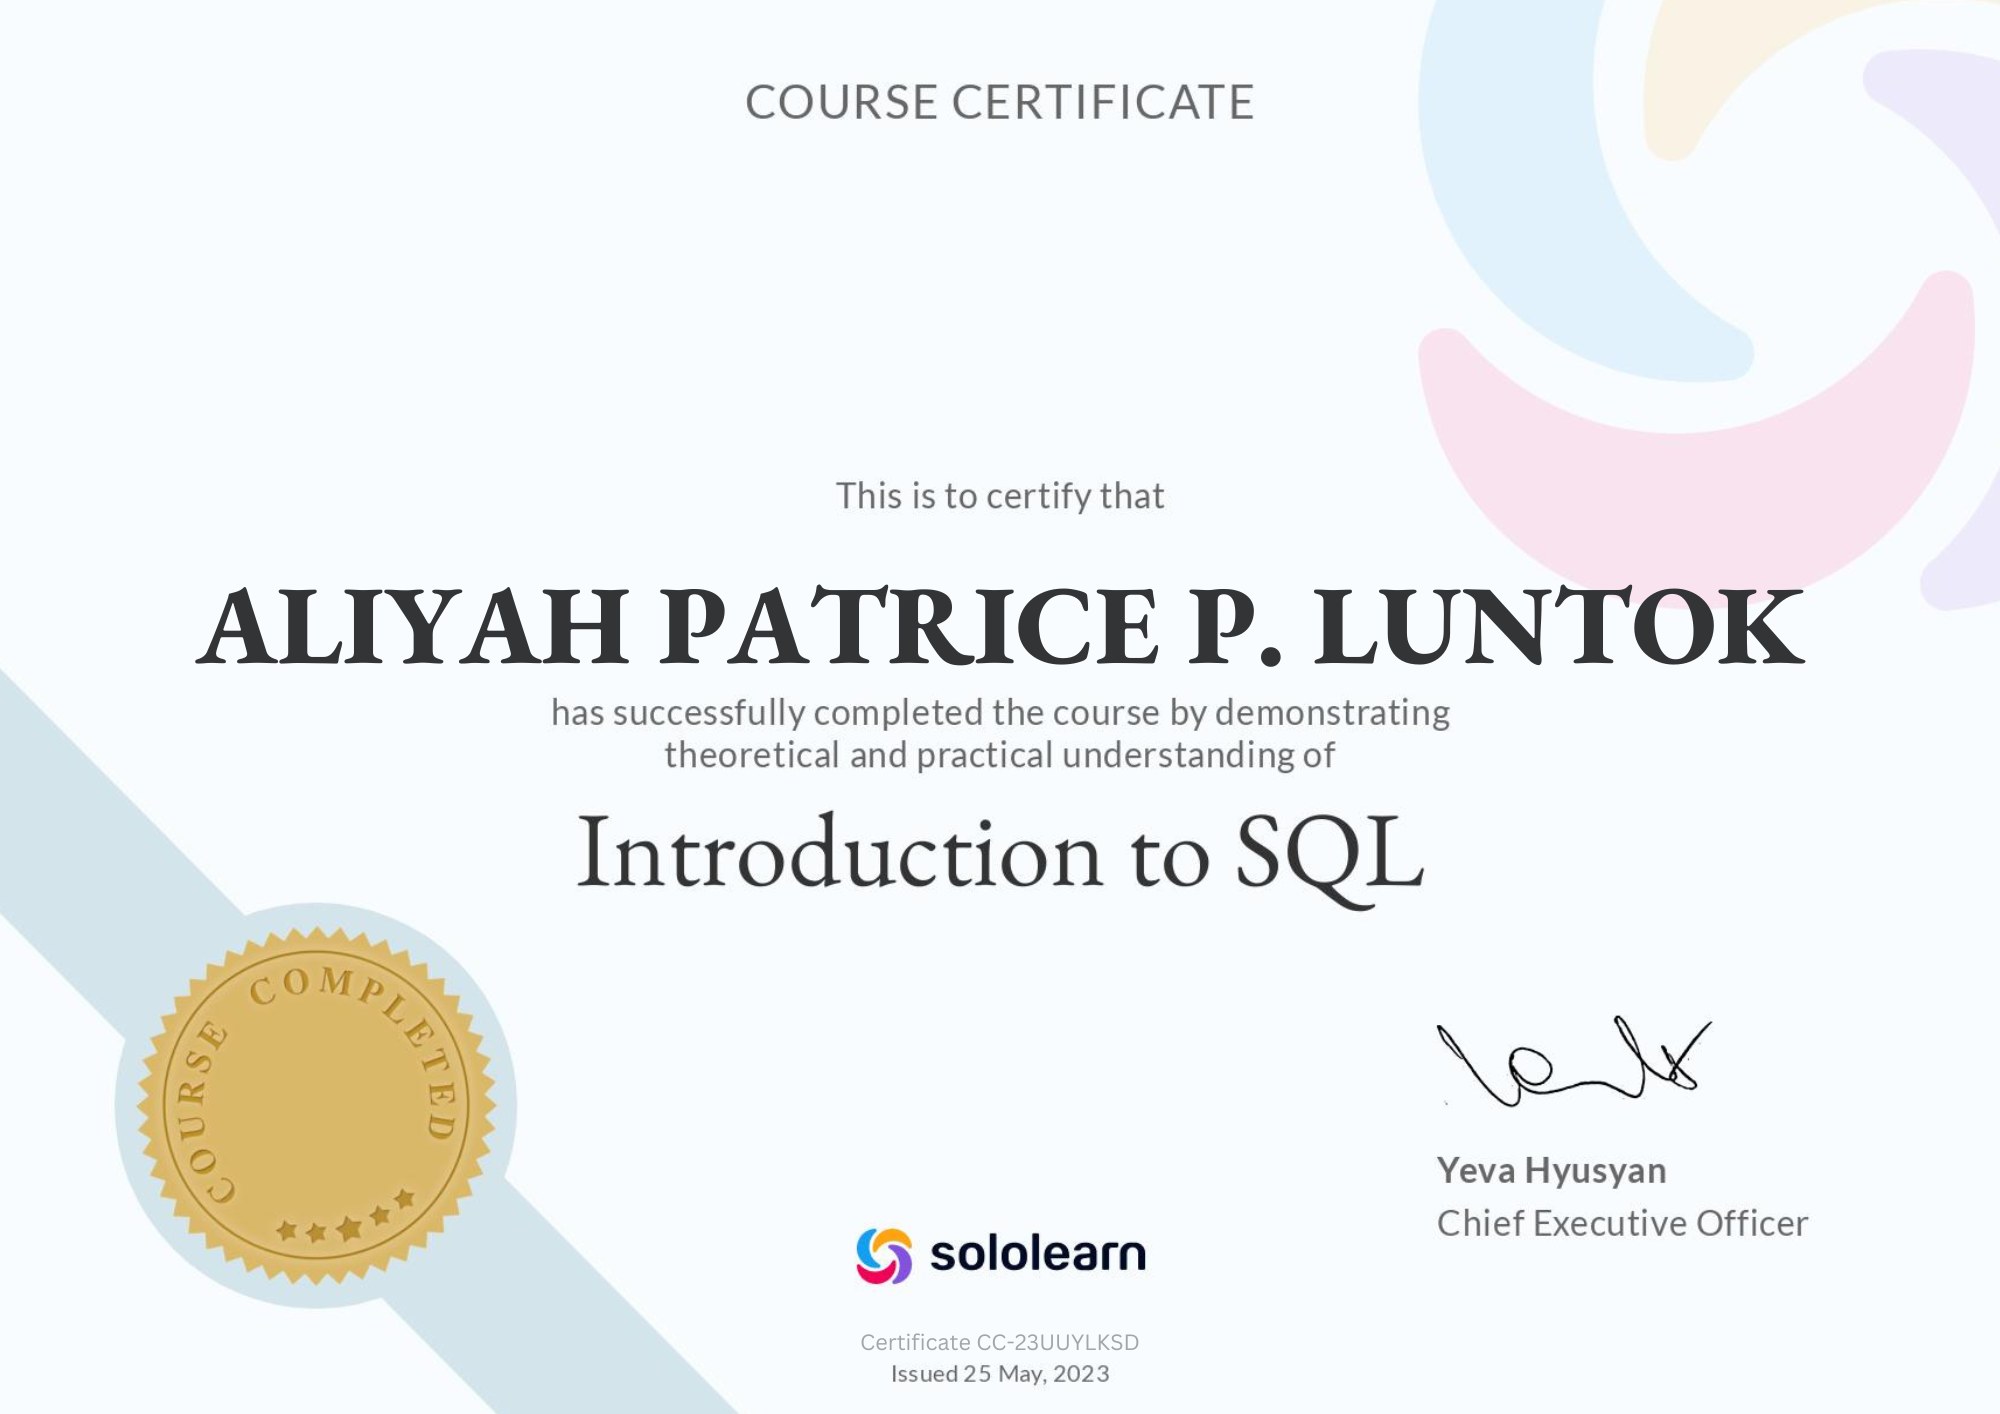 COURSE CERTIFICATE
This is to certify that
ALIYAH PATRICE P. LUNTOK
has successfully completed the course by demonstrating
theoretical and practical understanding of
Introduction to SQL
COURSE COMPLETED
Yeva Hyusyan
Chief Executive Officer
sololearn
Certificate CC-23UUYLKSD
Issued 25 May, 2023